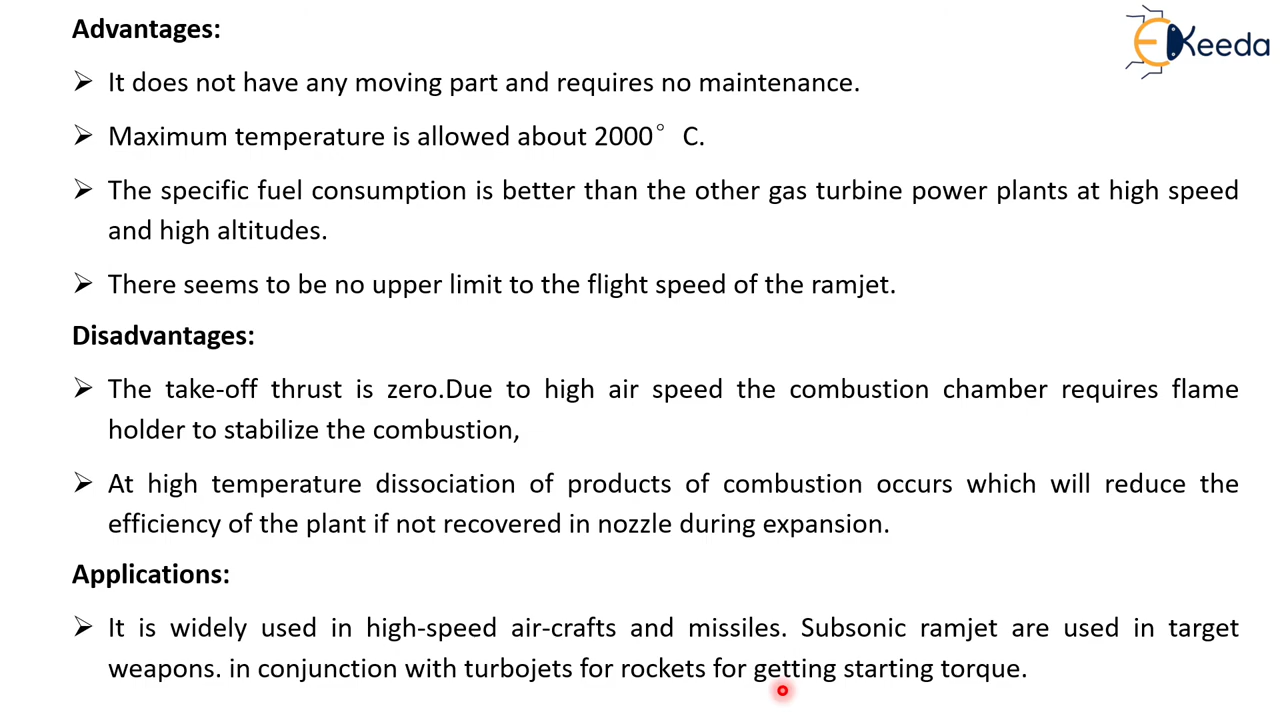 Advantages:
EKeeda
➢ It does not have any moving part and requires no maintenance.
➢ Maximum temperature is allowed about 2000° C.
➢ The specific fuel consumption is better than the other gas turbine power plants at high speed
and high altitudes.
➢ There seems to be no upper limit to the flight speed of the ramjet.
Disadvantages:
➢ The take-off thrust is zero.Due to high air speed the combustion chamber requires flame
holder to stabilize the combustion,
➢ At high temperature dissociation of products of combustion occurs which will reduce the
efficiency of the plant if not recovered in nozzle during expansion.
Applications:
➢ It is widely used in high-speed air-crafts and missiles. Subsonic ramjet are used in target
weapons. in conjunction with turbojets for rockets for getting starting torque.